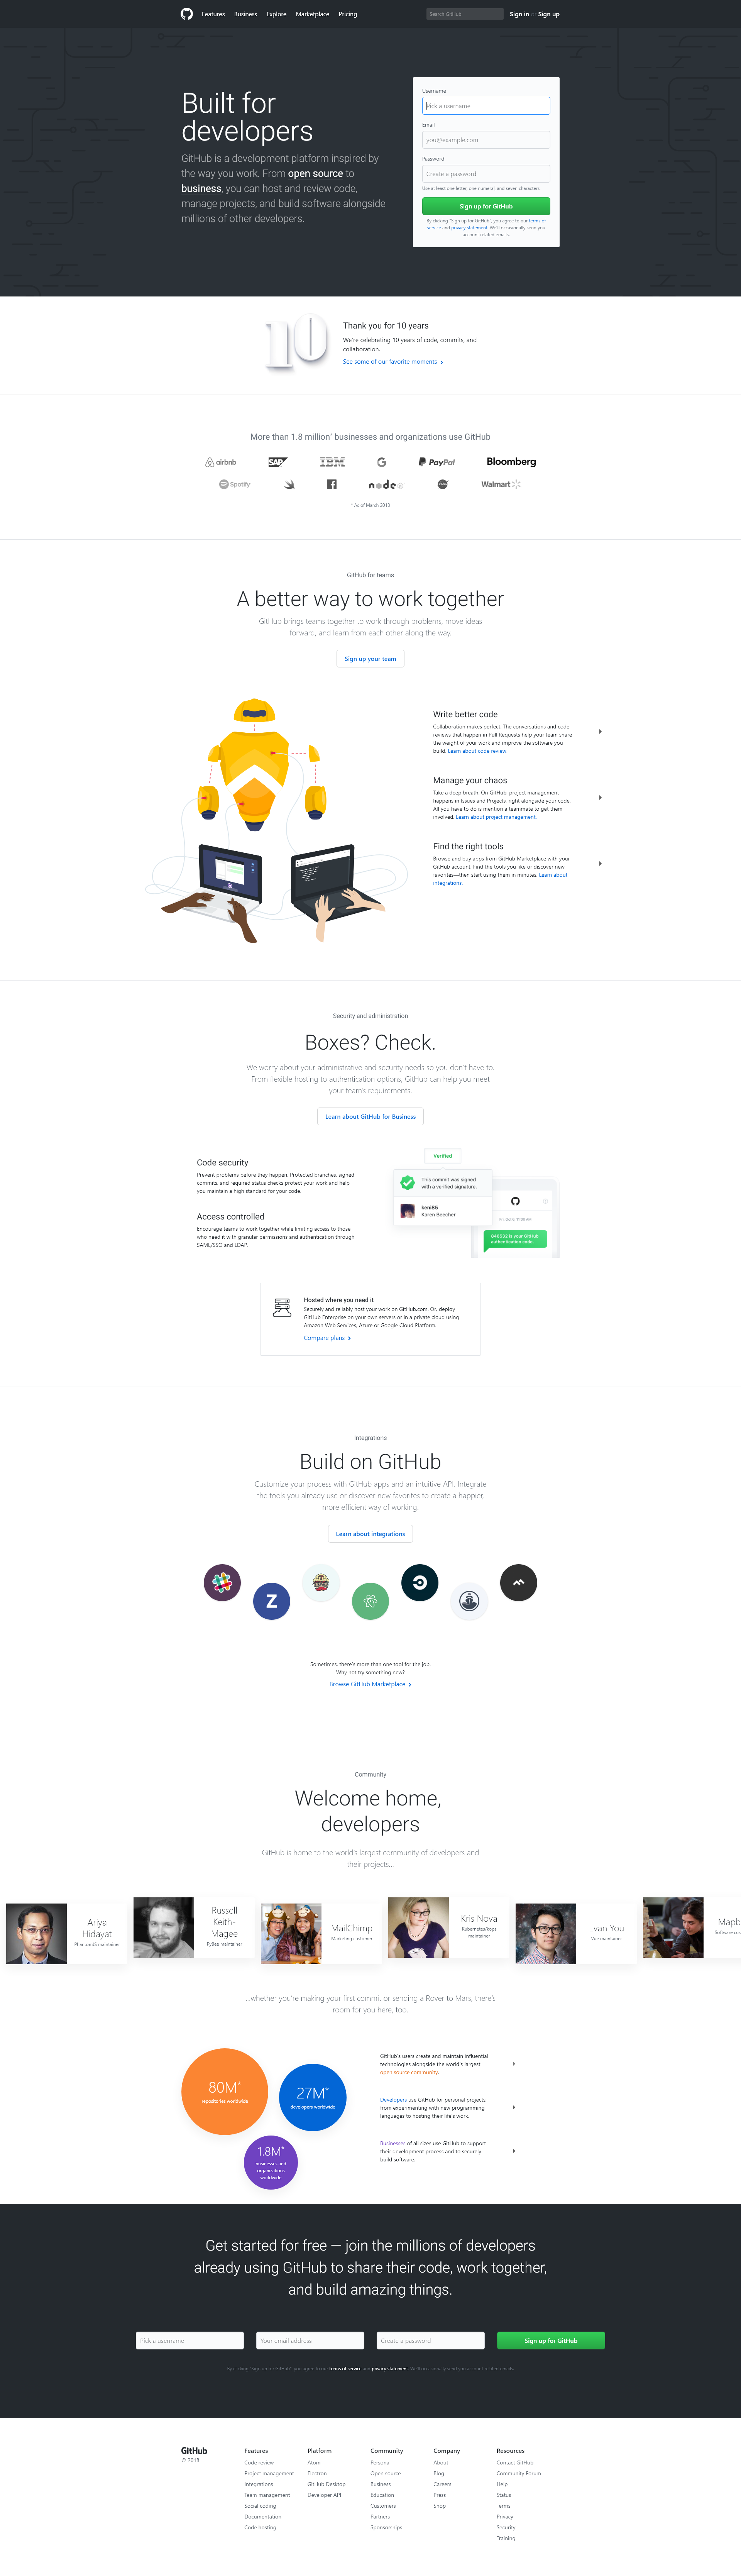 Features Business Explore Marketplace Pricing Search GitHub Sign in or Sign up
Built for
developers
GitHub is a development platform inspired by
the way you work. From open source to
business, you can host and review code,
manage projects, and build software alongside
millions of other developers.
Username
Pick a username
Email
you@example.com
Password
Create a password
Use at least one letter, one numeral, and seven characters.
Sign up for GitHub
By clicking "Sign up for GitHub", you agree to our terms of
service and privacy statement. We'll occasionally send you
account related emails.
10
Thank you for 10 years
We're celebrating 10 years of code, commits, and
collaboration.
See some of our favorite moments
More than 1.8 million* businesses and organizations use GitHub
airbnb SAP IBM G PayPal Bloomberg
Spotify node Walmart
* As of March 2018
GitHub for teams
A better way to work together
GitHub brings teams together to work through problems, move ideas
forward, and learn from each other along the way.
Sign up your team
Write better code
Collaboration makes perfect. The conversations and code
reviews that happen in Pull Requests help your team share
the weight of your work and improve the software you
build. Learn about code review.
Manage your chaos
Take a deep breath. On GitHub, project management
happens in Issues and Projects, right alongside your code.
All you have to do is mention a teammate to get them
involved. Learn about project management.
Find the right tools
Browse and buy apps from GitHub Marketplace with your
GitHub account. Find the tools you like or discover new
favorites—then start using them in minutes. Learn about
integrations.
Security and administration
Boxes? Check.
We worry about your administrative and security needs so you don't have to.
From flexible hosting to authentication options, GitHub can help you meet
your team's requirements.
Learn about GitHub for Business
Code security
Prevent problems before they happen. Protected branches, signed
commits, and required status checks protect your work and help
you maintain a high standard for your code.
Access controlled
Encourage teams to work together while limiting access to those
who need it with granular permissions and authentication through
SAML/SSO and LDAP.
Verified
This commit was signed
with a verified signature.
Karen Beecher
is your GitHub
authentication code.
Hosted where you need it
Securely and reliably host your work on GitHub.com. Or, deploy
GitHub Enterprise on your own servers or in a private cloud using
Amazon Web Services, Azure or Google Cloud Platform.
Compare plans
Integrations
Build on GitHub
Customize your process with GitHub apps and an intuitive API. Integrate
the tools you already use or discover new favorites to create a happier,
more efficient way of working.
Learn about integrations
Z
Sometimes, there's more than one tool for the job.
Why not try something new?
Browse GitHub Marketplace
Community
Welcome home,
developers
GitHub is home to the world's largest community of developers and
their projects...
Ariya
Hidayat
PhantomJS maintainer
Russell
Keith-
Magee
PyBee maintainer
MailChimp
Marketing customer
Kris Nova
Kubernetes/kops
maintainer
Evan You
Vue maintainer
Mapb
Software cus
...whether you're making your first commit or sending a Rover to Mars, there's
room for you here, too.
80M*
repositories worldwide
27M*
developers worldwide
1.8M*
businesses and
organizations
worldwide
GitHub's users create and maintain influential
technologies alongside the world's largest
open source community.
Developers use GitHub for personal projects,
from experimenting with new programming
languages to hosting their life's work.
Businesses of all sizes use GitHub to support
their development process and to securely
build software.
Get started for free — join the millions of developers
already using GitHub to share their code, work together,
and build amazing things.
Pick a username Your email address Create a password Sign up for GitHub
By clicking "Sign up for GitHub", you agree to our terms of service and privacy statement. We'll occasionally send you account related emails.
GitHub
© 2018
Features
Code review
Project management
Integrations
Team management
Social coding
Documentation
Code hosting
Platform
Atom
Electron
GitHub Desktop
Developer API
Community
Personal
Open source
Business
Education
Customers
Partners
Sponsorships
Company
About
Blog
Careers
Press
Shop
Resources
Contact GitHub
Community Forum
Help
Status
Terms
Privacy
Security
Training